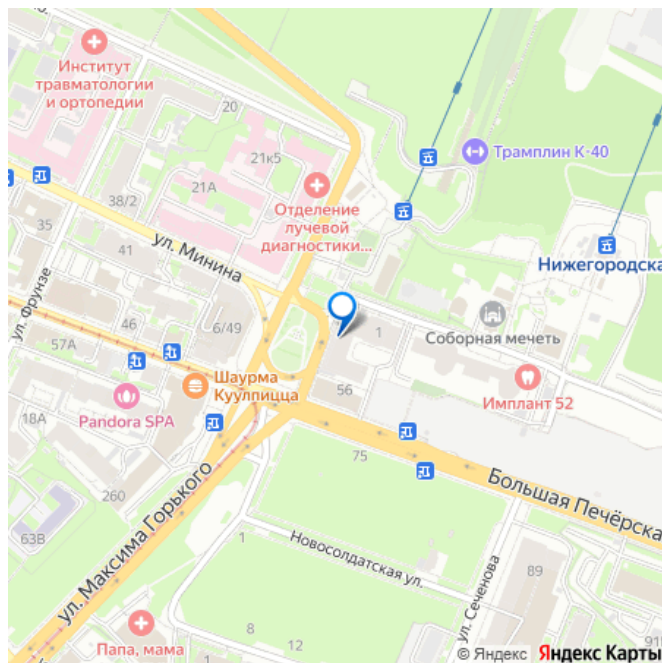 Институт
травматологии
и ортопедии
20
Трамплин К-40
21к5
21А
38/2
Отделение
лучевой
диагностики...
35
ул. Минина
41
Нижегородска
ул. Фрунзе
46
6/49
1
Соборная мечеть
57А
Шаурма
Куулпицца
56
Имплант 52
18А
Pandora SPA
75
260
Большая Печёрска
63В
ул. Максима Горького
1
Новосолдатская ул.
ул. Сеченова
89
8
12
Папа, мама
91
© Яндекс Яндекс Карты